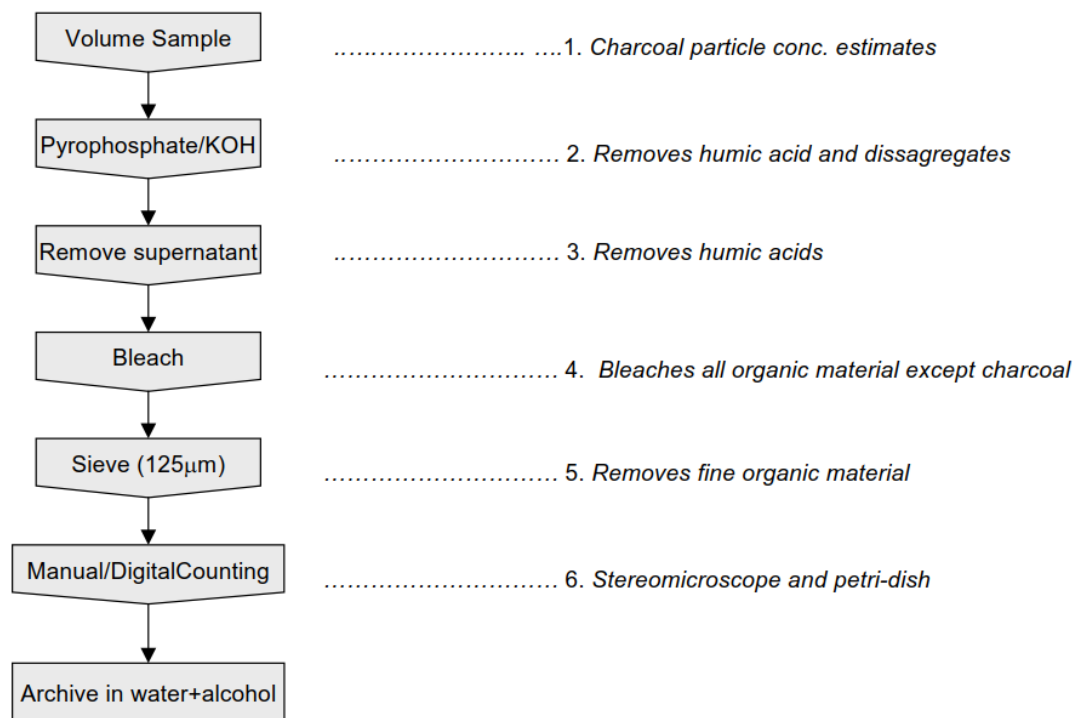 Volume Sample ..…..………………….. ….1. Charcoal particle conc. estimates
Pyrophosphate/KOH ..………………………… 2. Removes humic acid and dissagregates
Remove supernatant ..………………………… 3. Removes humic acids
Bleach ………………………….. 4. Bleaches all organic material except charcoal
Sieve (125μm) ………………………….. 5. Removes fine organic material
Manual/DigitalCounting ………………………….. 6. Stereomicroscope and petri-dish
Archive in water+alcohol